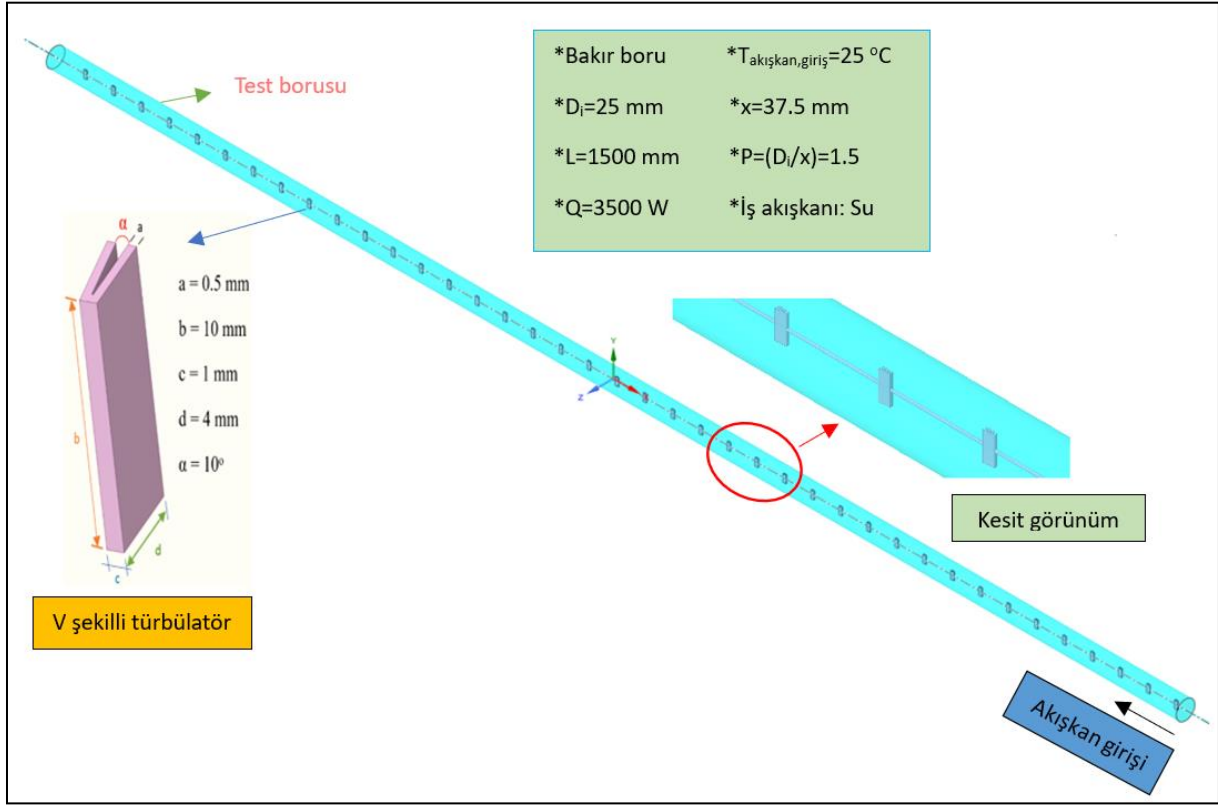 Test borusu
*Bakır boru *Takışkan,giriş=25 °C
*Di=25 mm *x=37.5 mm
*L=1500 mm *P=(Di/x)=1.5
*Q=3500 W *İş akışkanı: Su
α a
a = 0.5 mm
b = 10 mm
c = 1 mm
d = 4 mm
α = 10º
b
d
c
V şekilli türbülatör
Y
Z
Kesit görünüm
Akışkan girişi